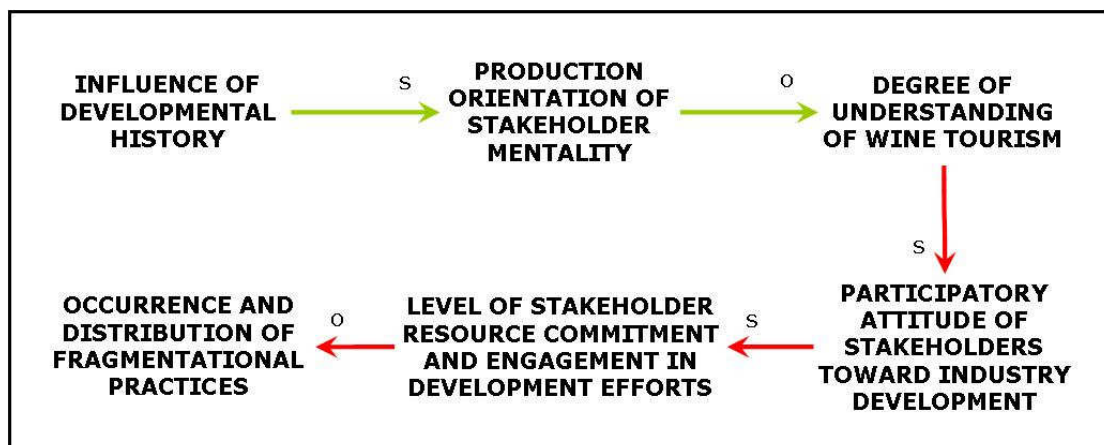 INFLUENCE OF
DEVELOPMENTAL
HISTORY
s
PRODUCTION
ORIENTATION OF
STAKEHOLDER
MENTALITY
o
DEGREE OF
UNDERSTANDING
OF WINE TOURISM
s
PARTICIPATORY
ATTITUDE OF
STAKEHOLDERS
TOWARD INDUSTRY
DEVELOPMENT
s
LEVEL OF STAKEHOLDER
RESOURCE COMMITMENT
AND ENGAGEMENT IN
DEVELOPMENT EFFORTS
o
OCCURRENCE AND
DISTRIBUTION OF
FRAGMENTATIONAL
PRACTICES